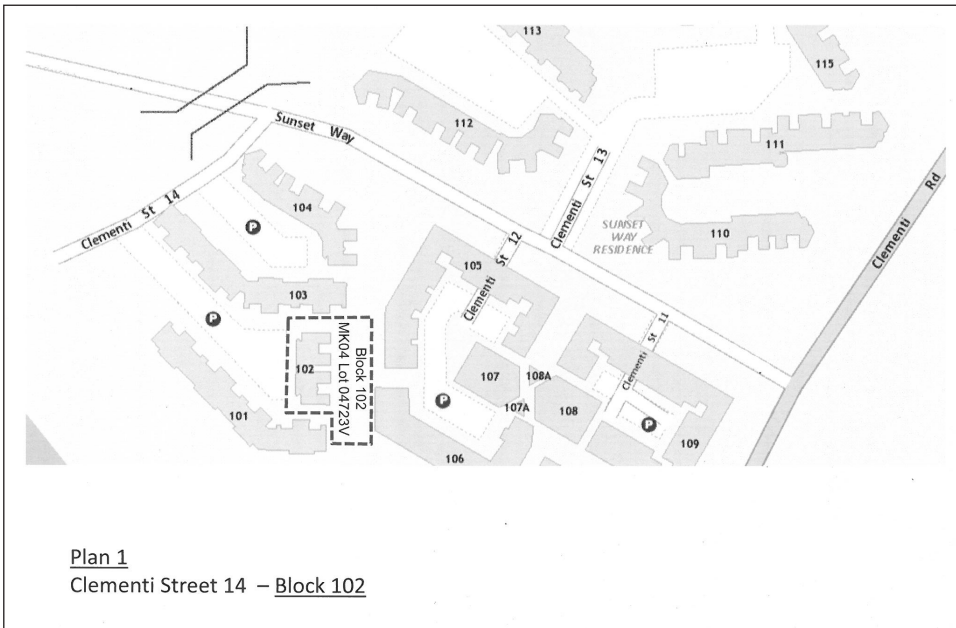 113
115
Sunset Way
112
111
Clementi St 13
Clementi St 14
104
P
SUNSET
WAY
RESIDENCE
110
Clementi Rd
105
Clementi St 12
103
P
Clementi St 11
Block 102
MK04 Lot 04723V
102
107
108A
107A
108
P
P
101
106
109
Plan 1
Clementi Street 14 – Block 102